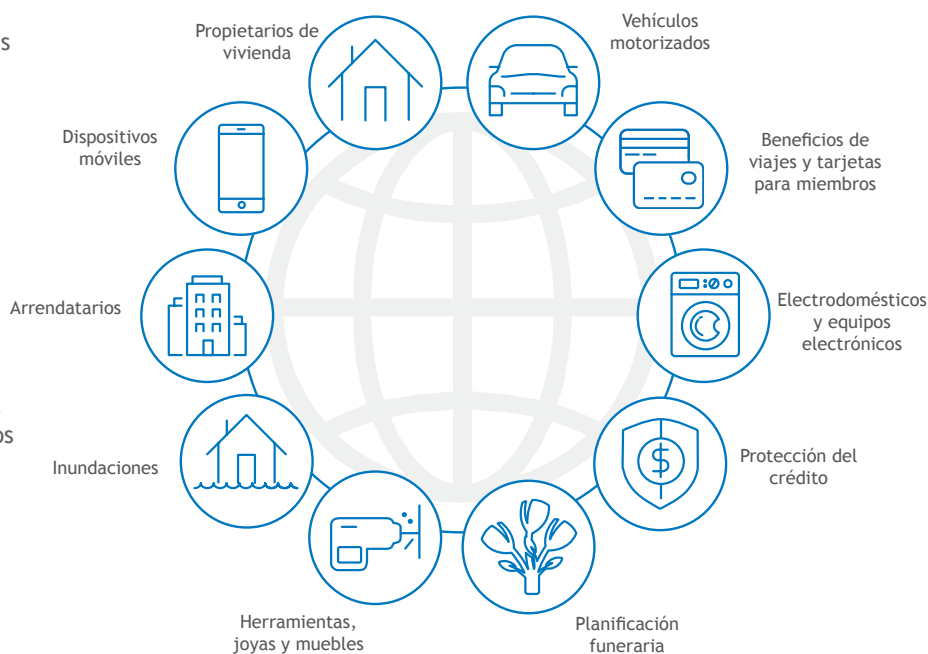 Propietarios de
vivienda
Vehículos
motorizados
Dispositivos
móviles
Beneficios de
viajes y tarjetas
para miembros
Arrendatarios
Electrodomésticos
y equipos
electrónicos
Inundaciones
Protección del
crédito
Herramientas,
joyas y muebles
Planificación
funeraria
$